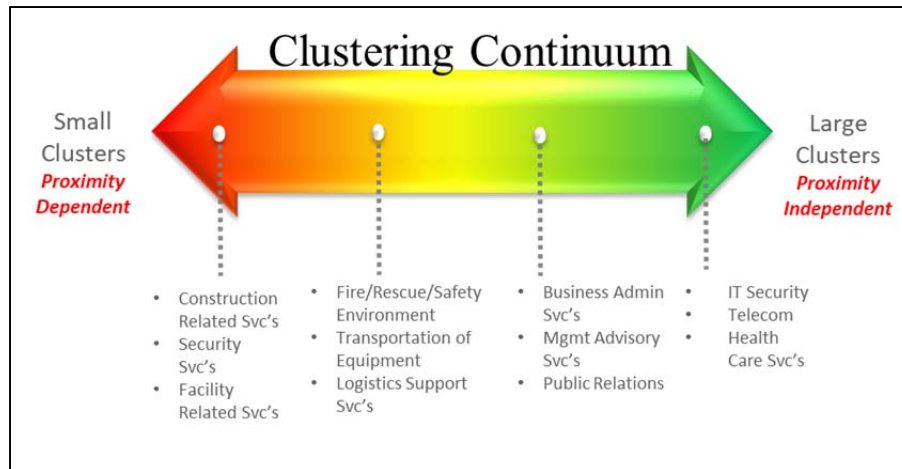 Clustering Continuum
Small
Clusters
Proximity
Dependent
Large
Clusters
Proximity
Independent
• Construction
Related Svc's
• Security
Svc's
• Facility
Related Svc's
• Fire/Rescue/Safety
Environment
• Transportation of
Equipment
• Logistics Support
Svc's
• Business Admin
Svc's
• Mgmt Advisory
Svc's
• Public Relations
• IT Security
• Telecom
• Health
Care Svc's